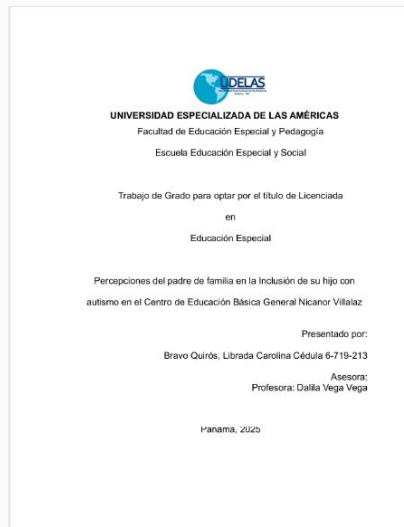 UDELAS
UNIVERSIDAD ESPECIALIZADA DE LAS AMÉRICAS
Facultad de Educación Especial y Pedagogía
Escuela Educación Especial y Social
Trabajo de Grado para optar por el título de Licenciada
en
Educación Especial
Percepciones del padre de familia en la Inclusión de su hijo con
autismo en el Centro de Educación Básica General Nicanor Villalaz
Presentado por:
Bravo Quirós, Librada Carolina Cédula 6-719-213
Asesora:
Profesora: Dalila Vega Vega
Panamá, 2025